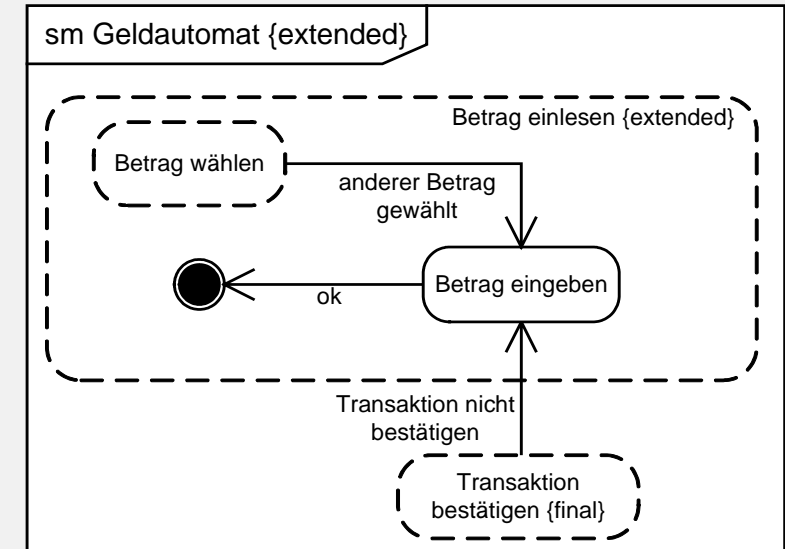 sm Geldautomat {extended}
Betrag einlesen {extended}
Betrag wählen
anderer Betrag
gewählt
Betrag eingeben
ok
Transaktion nicht
bestätigen
Transaktion
bestätigen {final}